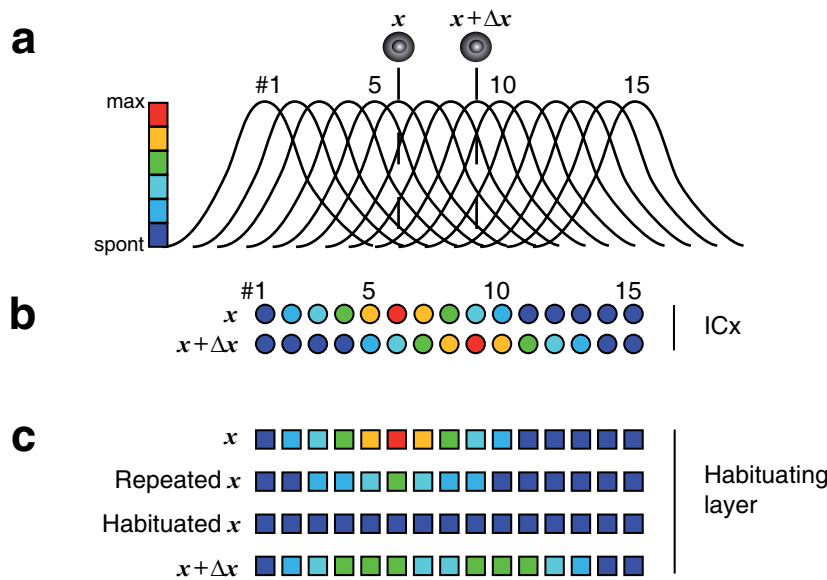 a
x x + Δx
#1 5 10 15
max
spont
b
#1 5 10 15
x
x + Δx
ICx
c
x
Repeated x
Habituated x
x + Δx
Habituating
layer